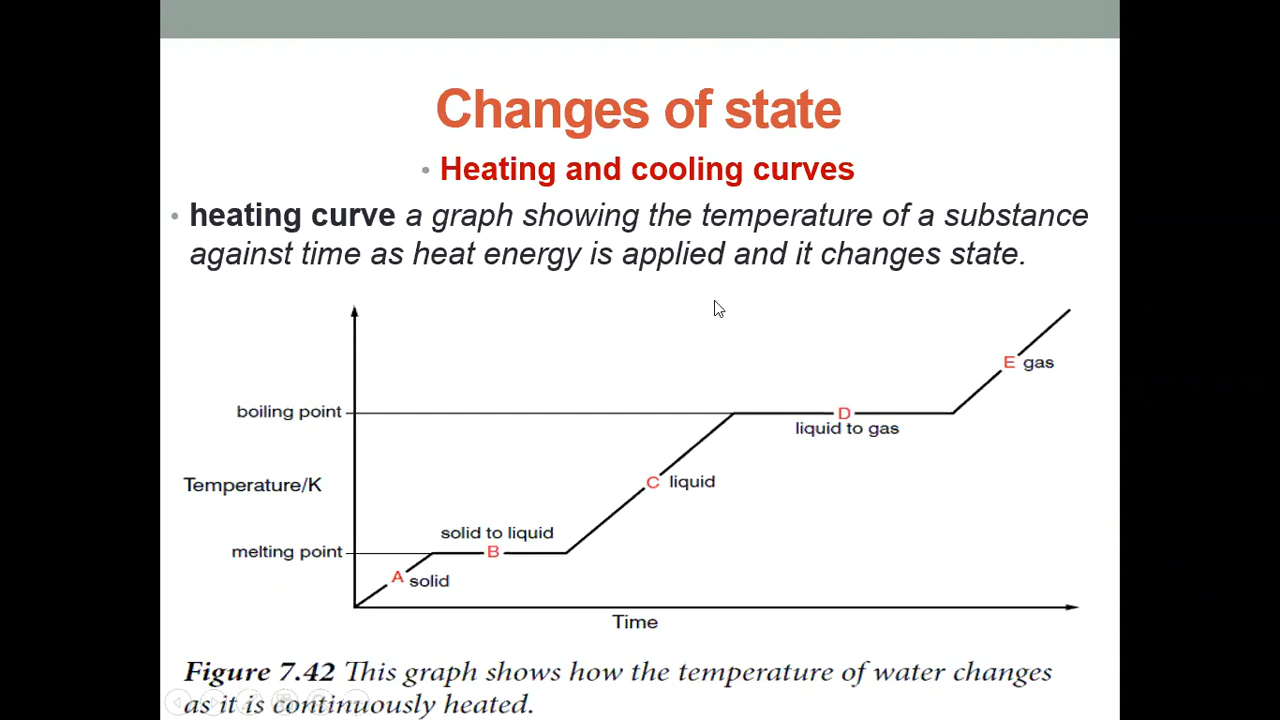 Changes of state
• Heating and cooling curves
• heating curve a graph showing the temperature of a substance
against time as heat energy is applied and it changes state.
E gas
boiling point
D
liquid to gas
Temperature/K
C liquid
solid to liquid
melting point
B
A solid
Time
Figure 7.42 This graph shows how the temperature of water changes
as it is continuously heated.